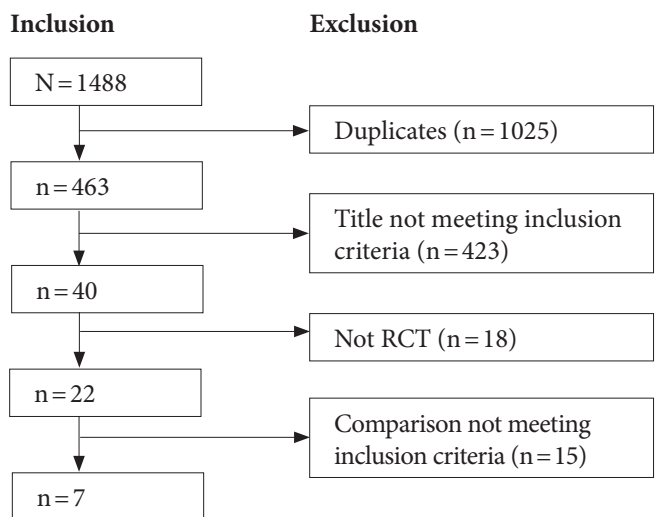 Inclusion
Exclusion
N=1488
Duplicates (n=1025)
n=463
Title not meeting inclusion
criteria (n=423)
n=40
Not RCT (n=18)
n=22
Comparison not meeting
inclusion criteria (n=15)
n=7